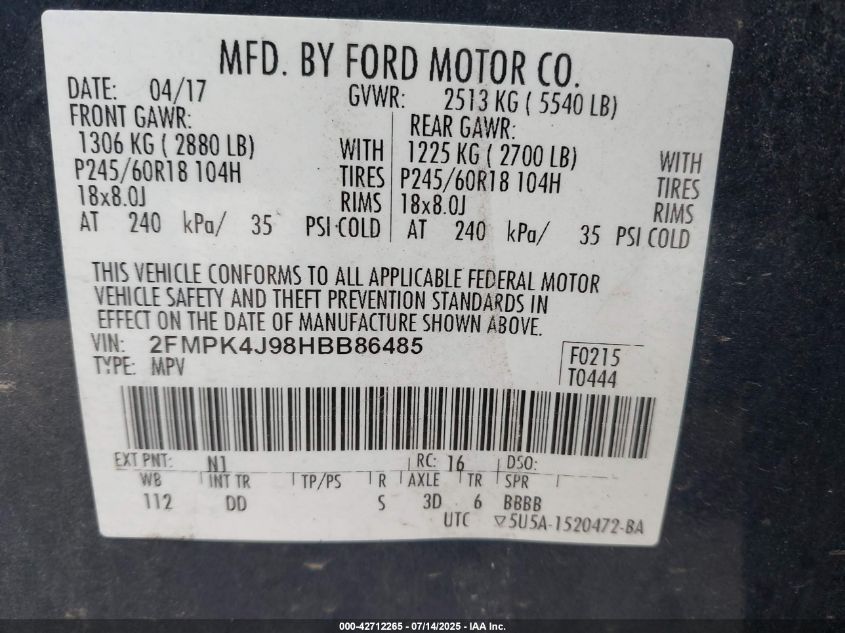 MFD. BY FORD MOTOR CO.
DATE: 04/17 GVWR: 2513 KG ( 5540 LB)
FRONT GAWR: REAR GAWR:
1306 KG ( 2880 LB) WITH 1225 KG ( 2700 LB) WITH
P245/60R18 104H TIRES P245/60R18 104H TIRES
18x8.0J RIMS 18x8.0J RIMS
AT 240 kPa/ 35 PSI COLD AT 240 kPa/ 35 PSI COLD
THIS VEHICLE CONFORMS TO ALL APPLICABLE FEDERAL MOTOR
VEHICLE SAFETY AND THEFT PREVENTION STANDARDS IN
EFFECT ON THE DATE OF MANUFACTURE SHOWN ABOVE.
VIN: 2FMPK4J98HBB86485 F0215
TYPE: MPV T0444
EXT PNT: N1 RC: 16 DSO:
WB INT TR TP/PS R AXLE TR SPR
112 DD S 3D 6 BBBB
UTC ▽5U5A-1520472-BA
000-42712265 / 07/14/2025 / IAA Inc.